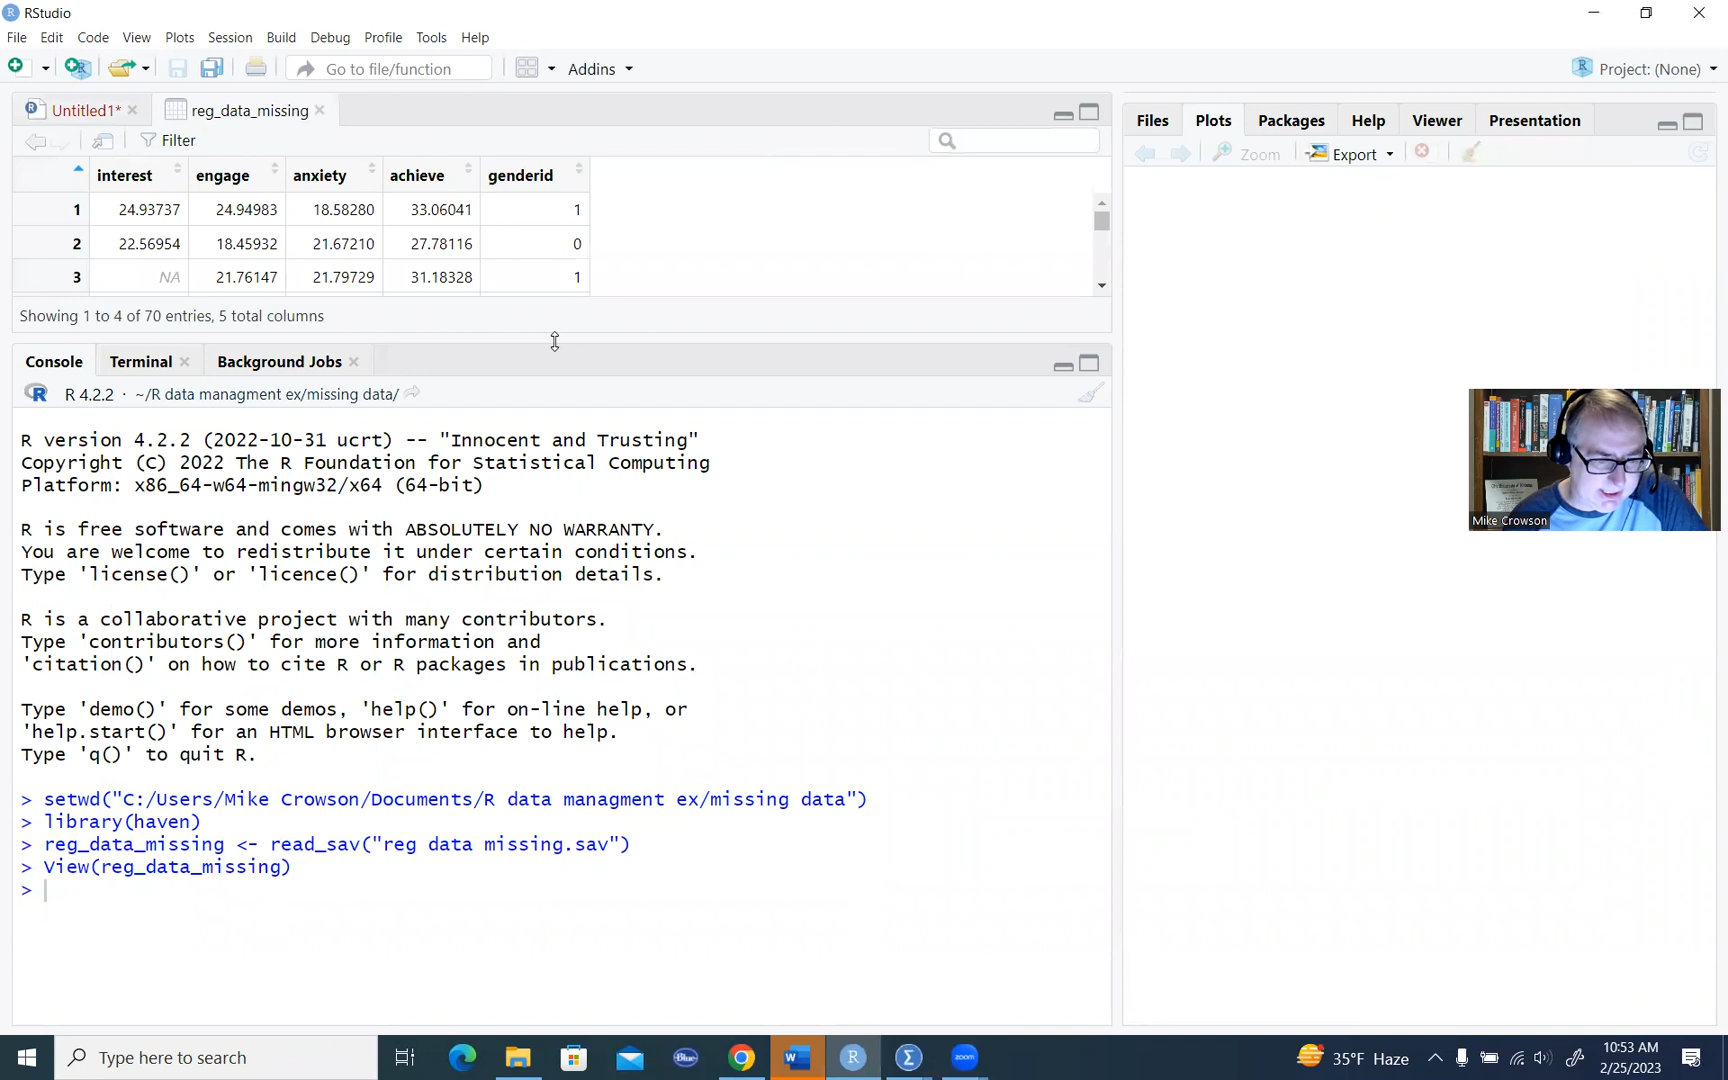 RStudio
File Edit Code View Plots Session Build Debug Profile Tools Help
Go to file/function Addins Project: (None)
Untitled1* reg_data_missing
Filter
interest engage anxiety achieve genderid
1 24.93737 24.94983 18.58280 33.06041 1
2 22.56954 18.45932 21.67210 27.78116 0
3 NA 21.76147 21.79729 31.18328 1
Showing 1 to 4 of 70 entries, 5 total columns
Console Terminal Background Jobs
R 4.2.2 · ~/R data managment ex/missing data/
R version 4.2.2 (2022-10-31 ucrt) -- "Innocent and Trusting"
Copyright (C) 2022 The R Foundation for Statistical Computing
Platform: x86_64-w64-mingw32/x64 (64-bit)
R is free software and comes with ABSOLUTELY NO WARRANTY.
You are welcome to redistribute it under certain conditions.
Type 'license()' or 'licence()' for distribution details.
R is a collaborative project with many contributors.
Type 'contributors()' for more information and
'citation()' on how to cite R or R packages in publications.
Type 'demo()' for some demos, 'help()' for on-line help, or
'help.start()' for an HTML browser interface to help.
Type 'q()' to quit R.
> setwd("C:/Users/Mike Crowson/Documents/R data managment ex/missing data")
> library(haven)
> reg_data_missing <- read_sav("reg data missing.sav")
> View(reg_data_missing)
>
Files Plots Packages Help Viewer Presentation
Zoom Export
Mike Crowson
Type here to search
Blue
zoom
35°F Haze
10:53 AM
2/25/2023